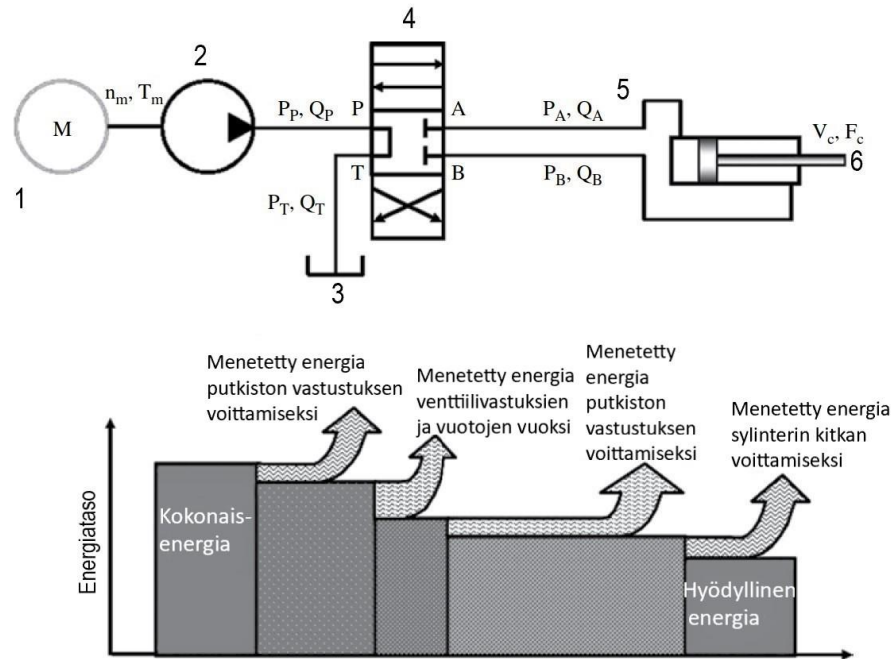 4
2
5
n_m, T_m
P_P, Q_P
P
A
P_A, Q_A
V_c, F_c
M
6
1
T
B
P_B, Q_B
P_T, Q_T
3
Menetetty energia
putkiston vastustuksen
voittamiseksi
Menetetty energia
venttiilivastuksien
ja vuotojen vuoksi
Menetetty
energia
putkiston
vastustuksen
voittamiseksi
Menetetty energia
sylinterin kitkan
voittamiseksi
Energiataso
Kokonais-
energia
Hyödyllinen
energia